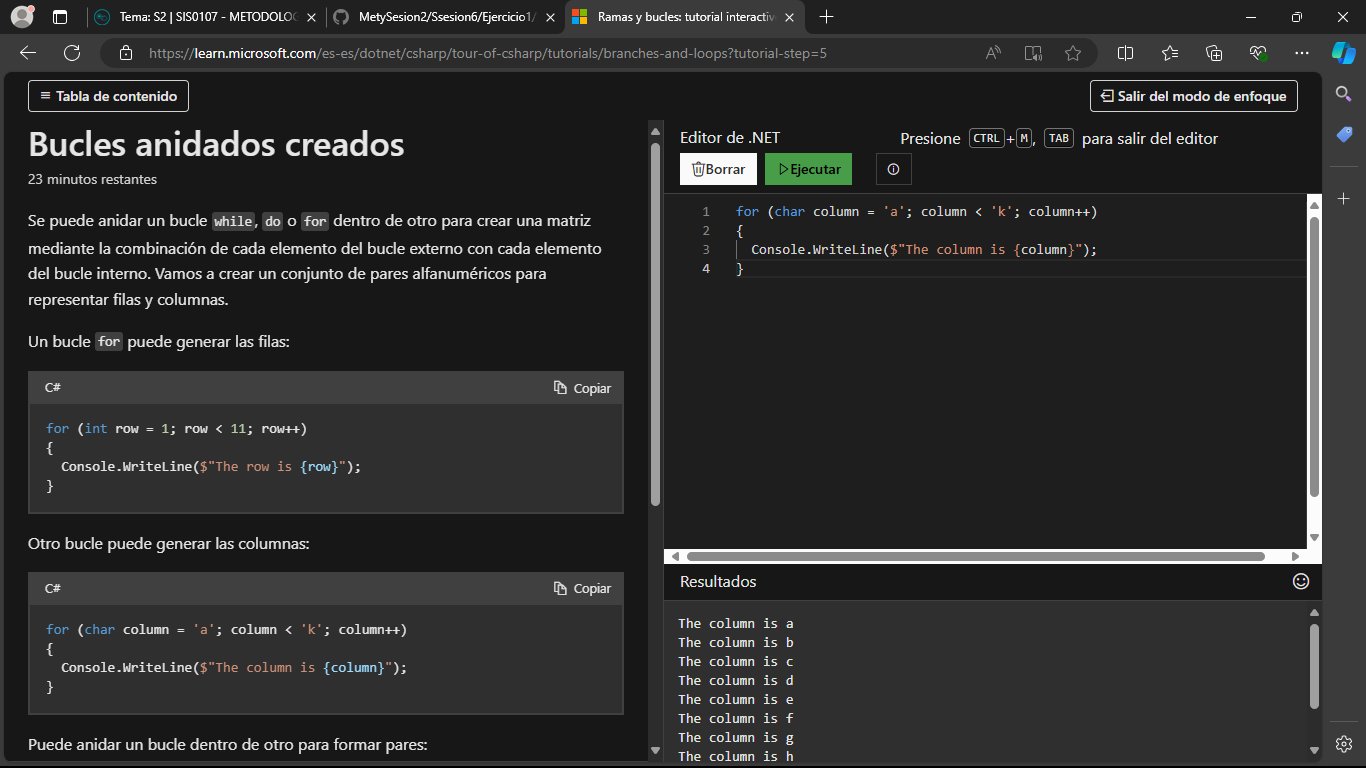 Tema: S2 | SIS0107 - METODOLOG
MetySesion2/Ssesion6/Ejercicio1/
Ramas y bucles: tutorial interactiv
https://learn.microsoft.com/es-es/dotnet/csharp/tour-of-csharp/tutorials/branches-and-loops?tutorial-step=5
Tabla de contenido
Salir del modo de enfoque
Bucles anidados creados
23 minutos restantes
Se puede anidar un bucle while, do o for dentro de otro para crear una matriz
mediante la combinación de cada elemento del bucle externo con cada elemento
del bucle interno. Vamos a crear un conjunto de pares alfanuméricos para
representar filas y columnas.
Un bucle for puede generar las filas:
C#
Copiar
for (int row = 1; row < 11; row++)
{
  Console.WriteLine($"The row is {row}");
}
Otro bucle puede generar las columnas:
C#
Copiar
for (char column = 'a'; column < 'k'; column++)
{
  Console.WriteLine($"The column is {column}");
}
Puede anidar un bucle dentro de otro para formar pares:
Editor de .NET
Presione CTRL+M, TAB para salir del editor
Borrar
Ejecutar
1 for (char column = 'a'; column < 'k'; column++)
2 {
3   Console.WriteLine($"The column is {column}");
4 }
Resultados
The column is a
The column is b
The column is c
The column is d
The column is e
The column is f
The column is g
The column is h